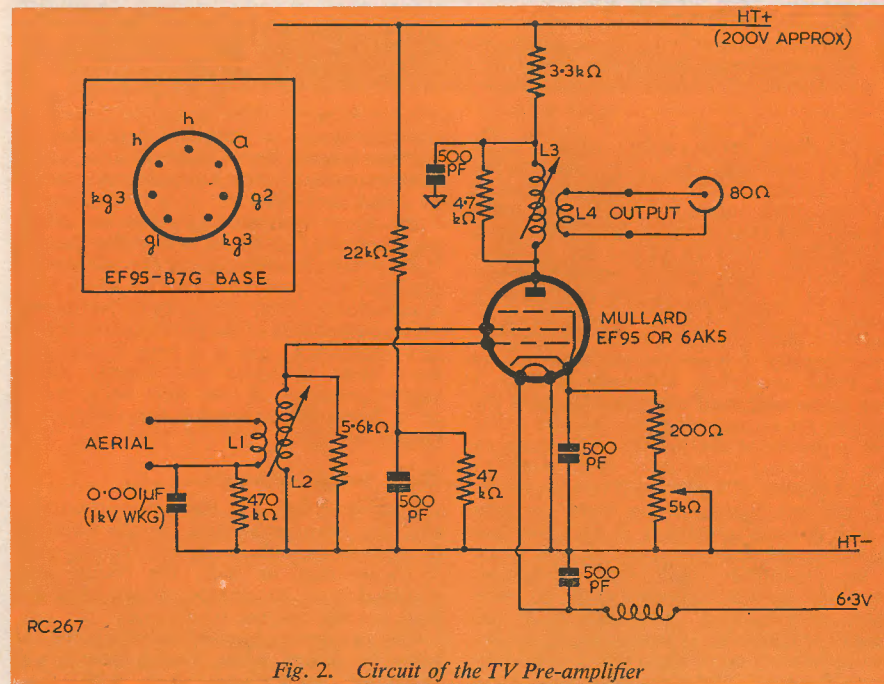 HT+
(200V APPROX)
3.3kΩ
h
h
a
kg3
g2
g1
kg3
EF95-B7G BASE
500
PF
4.7
kΩ
L3
L4 OUTPUT
80Ω
22kΩ
MULLARD
EF95 OR 6AK5
AERIAL
L1
L2
5.6kΩ
0.001µF
(1kV WKG)
470
kΩ
500
PF
47
kΩ
500
PF
200Ω
5kΩ
HT-
500
PF
6.3V
RC267
Fig. 2. Circuit of the TV Pre-amplifier